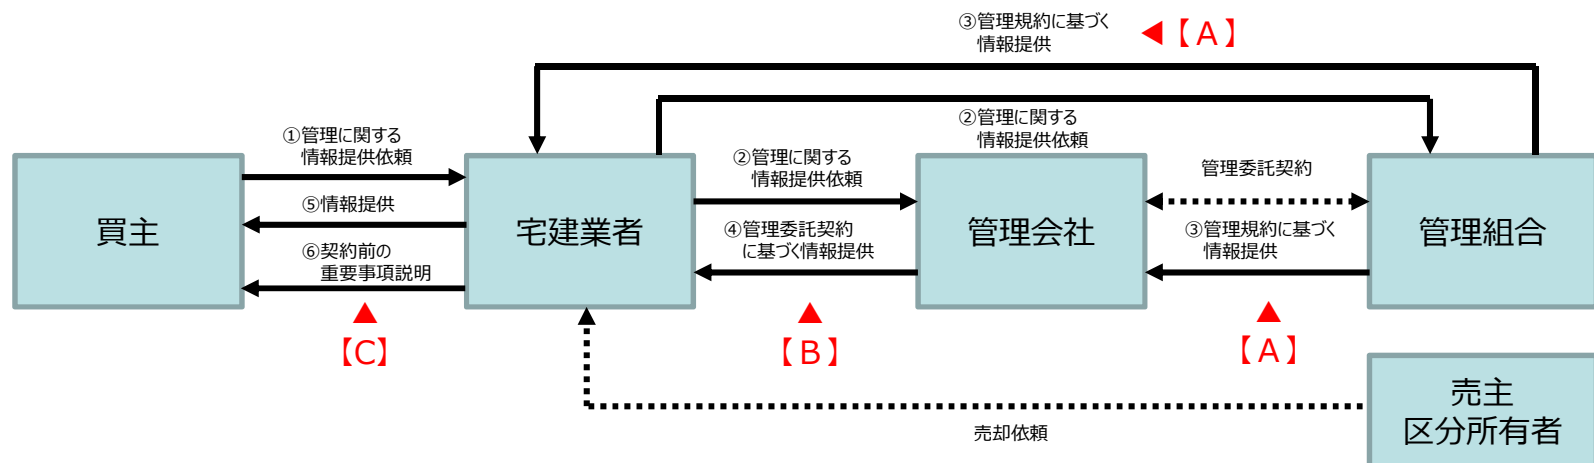 ③管理規約に基づく
情報提供
◀【A】
②管理に関する
情報提供依頼
①管理に関する
情報提供依頼
⑤情報提供
⑥契約前の
重要事項説明
買主
宅建業者
②管理に関する
情報提供依頼
④管理委託契約
に基づく情報提供
管理会社
管理委託契約
③管理規約に基づく
情報提供
管理組合
▲
【C】
▲
【B】
▲
【A】
売却依頼
売主
区分所有者